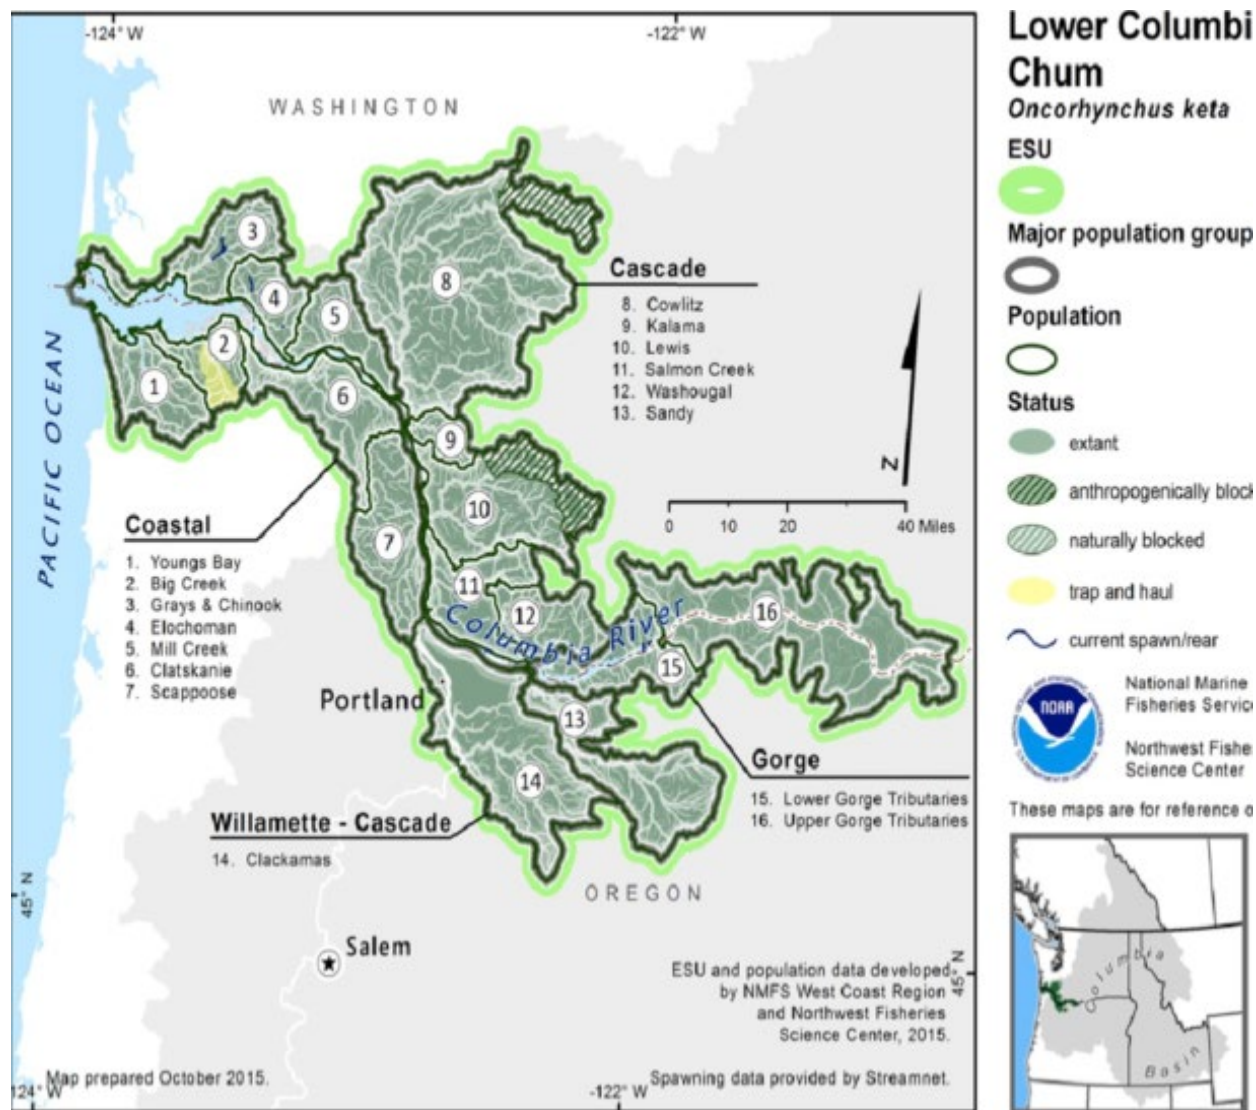 -124° W
-122° W
WASHINGTON
PACIFIC OCEAN
3
4
5
8
2
1
6
9
10
7
11
12
16
15
13
14
Cascade
8. Cowlitz
9. Kalama
10. Lewis
11. Salmon Creek
12. Washougal
13. Sandy
N
0 10 20 40 Miles
Coastal
1. Youngs Bay
2. Big Creek
3. Grays & Chinook
4. Elochoman
5. Mill Creek
6. Clatskanie
7. Scappoose
Columbia River
Portland
Gorge
15. Lower Gorge Tributaries
16. Upper Gorge Tributaries
Willamette - Cascade
14. Clackamas
OREGON
Salem
45° N
45° N
ESU and population data developed
by NMFS West Coast Region
and Northwest Fisheries
Science Center, 2015.
Map prepared October 2015.
Spawning data provided by Streamnet.
124° W
-122° W
Lower Columbi
Chum
Oncorhynchus keta
ESU
Major population group
Population
Status
extant
anthropogenically block
naturally blocked
trap and haul
current spawn/rear
NOAA
National Marine
Fisheries Service
Northwest Fishe
Science Center
These maps are for reference o
Columbia
Basin